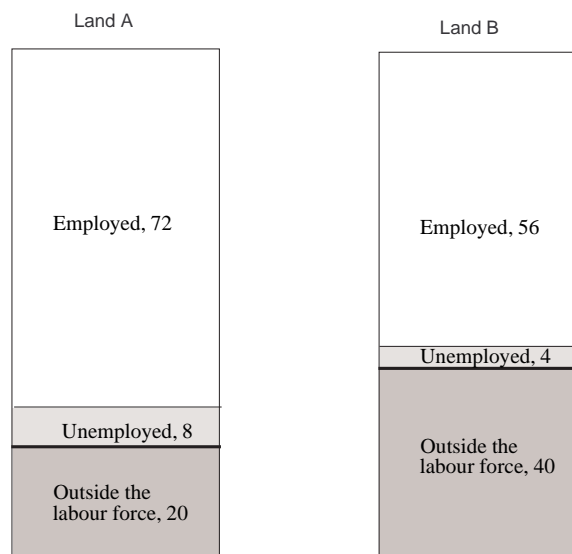 Land A
Employed, 72
Unemployed, 8
Outside the
labour force, 20
Land B
Employed, 56
Unemployed, 4
Outside the
labour force, 40